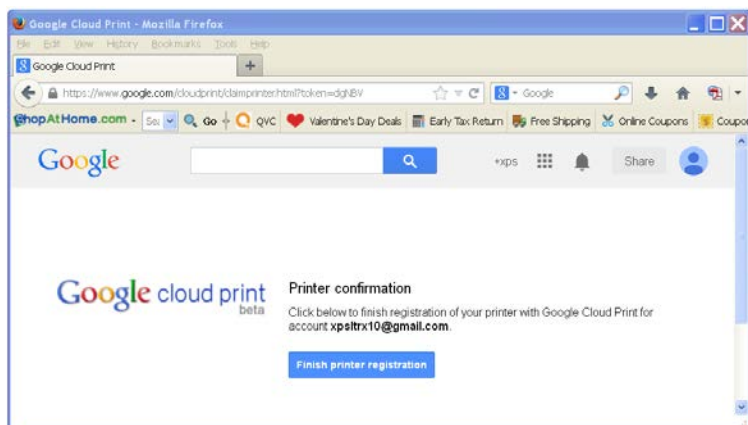 Google Cloud Print - Mozilla Firefox
File Edit View History Bookmarks Tools Help
Google Cloud Print +
https://www.google.com/cloudprint/claimprinter.html?token=dgNBV 8 Google
ShopAtHome.com Sea Go QVC Valentine's Day Deals Early Tax Return Free Shipping Online Coupons Coupon
Google +xps Share
Google cloud print
beta
Printer confirmation
Click below to finish registration of your printer with Google Cloud Print for
account xpsltrx10@gmail.com.
Finish printer registration